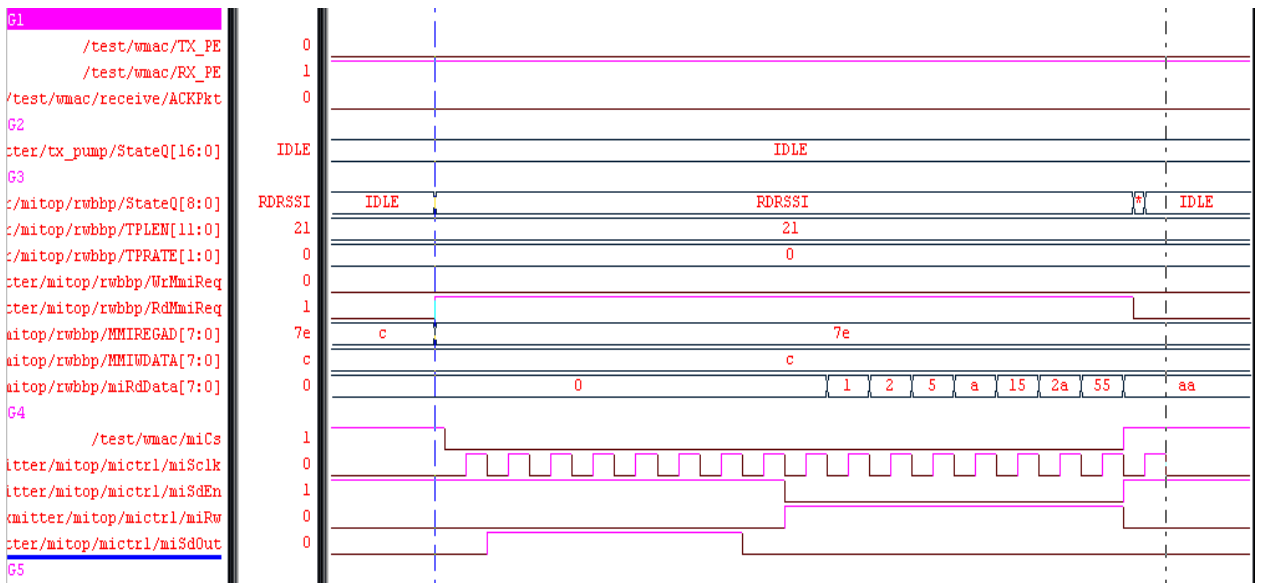 G1
/test/wmac/TX_PE 0
/test/wmac/RX_PE 1
/test/wmac/receive/ACKPkt 0
G2
tter/tx_pump/StateQ[16:0] IDLE IDLE
G3
:/mitop/rwbbp/StateQ[8:0] RDRSSI IDLE RDRSSI * IDLE
:/mitop/rwbbp/TPLEN[11:0] 21 21
:/mitop/rwbbp/TPRATE[1:0] 0 0
tter/mitop/rwbbp/WrMmiReq 0
tter/mitop/rwbbp/RdMmiReq 1
mitop/rwbbp/MMIREGAD[7:0] 7e c 7e
mitop/rwbbp/MMIWDATA[7:0] c c
mitop/rwbbp/miRdData[7:0] 0 0 1 2 5 a 15 2a 55 aa
G4
/test/wmac/miCs 1
itter/mitop/mictrl/miSclk 0
itter/mitop/mictrl/miSdEn 1
xmitter/mitop/mictrl/miRw 0
tter/mitop/mictrl/miSdOut 0
G5